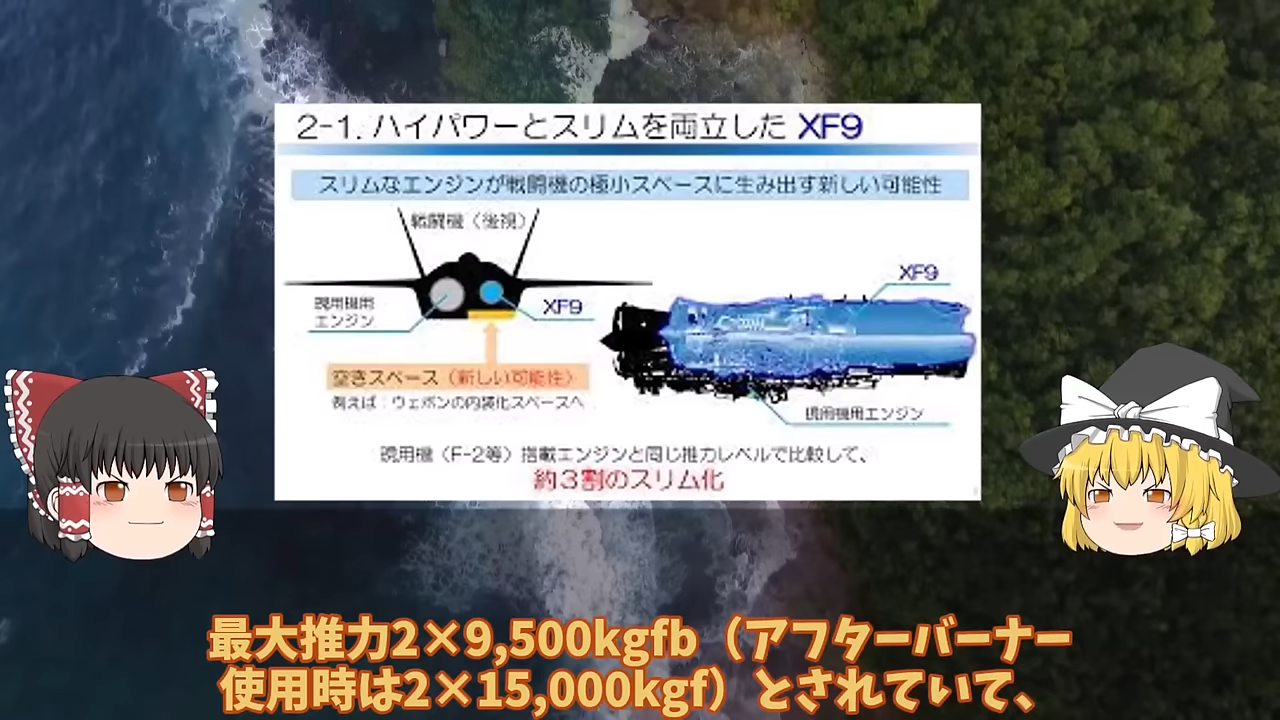 2-1. ハイパワーとスリムを両立した XF9
スリムなエンジンが戦闘機の極小スペースに生み出す新しい可能性
戦闘機（後視）
XF9
現用機用
エンジン
XF9
空きスペース（新しい可能性）
例えば：ウェポンの内装化スペースへ
現用機用エンジン
現用機（F-2等）搭載エンジンと同じ推力レベルで比較して、
約３割のスリム化
最大推力2×9,500kgfb（アフターバーナー
使用時は2×15,000kgf）とされていて、